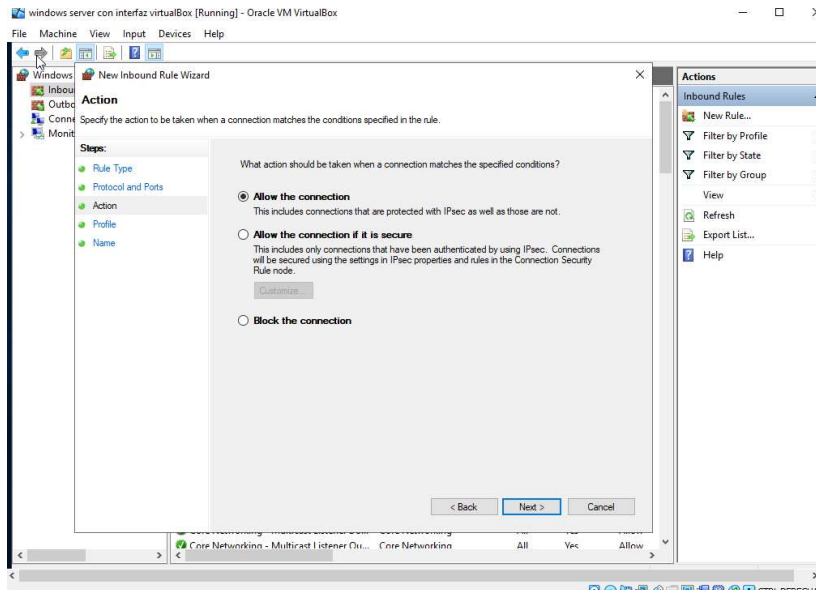 windows server con interfaz virtualBox [Running] - Oracle VM VirtualBox
File Machine View Input Devices Help
Windows
Inbou
Outbo
Conne
Monit
New Inbound Rule Wizard
Action
Specify the action to be taken when a connection matches the conditions specified in the rule.
Steps:
Rule Type
Protocol and Ports
Action
Profile
Name
What action should be taken when a connection matches the specified conditions?
Allow the connection
This includes connections that are protected with IPsec as well as those are not.
Allow the connection if it is secure
This includes only connections that have been authenticated by using IPsec. Connections
will be secured using the settings in IPsec properties and rules in the Connection Security
Rule node.
Customize...
Block the connection
< Back Next > Cancel
Core Networking - Multicast Listener Qu... Core Networking All Yes Allow
Actions
Inbound Rules
New Rule...
Filter by Profile
Filter by State
Filter by Group
View
Refresh
Export List...
Help